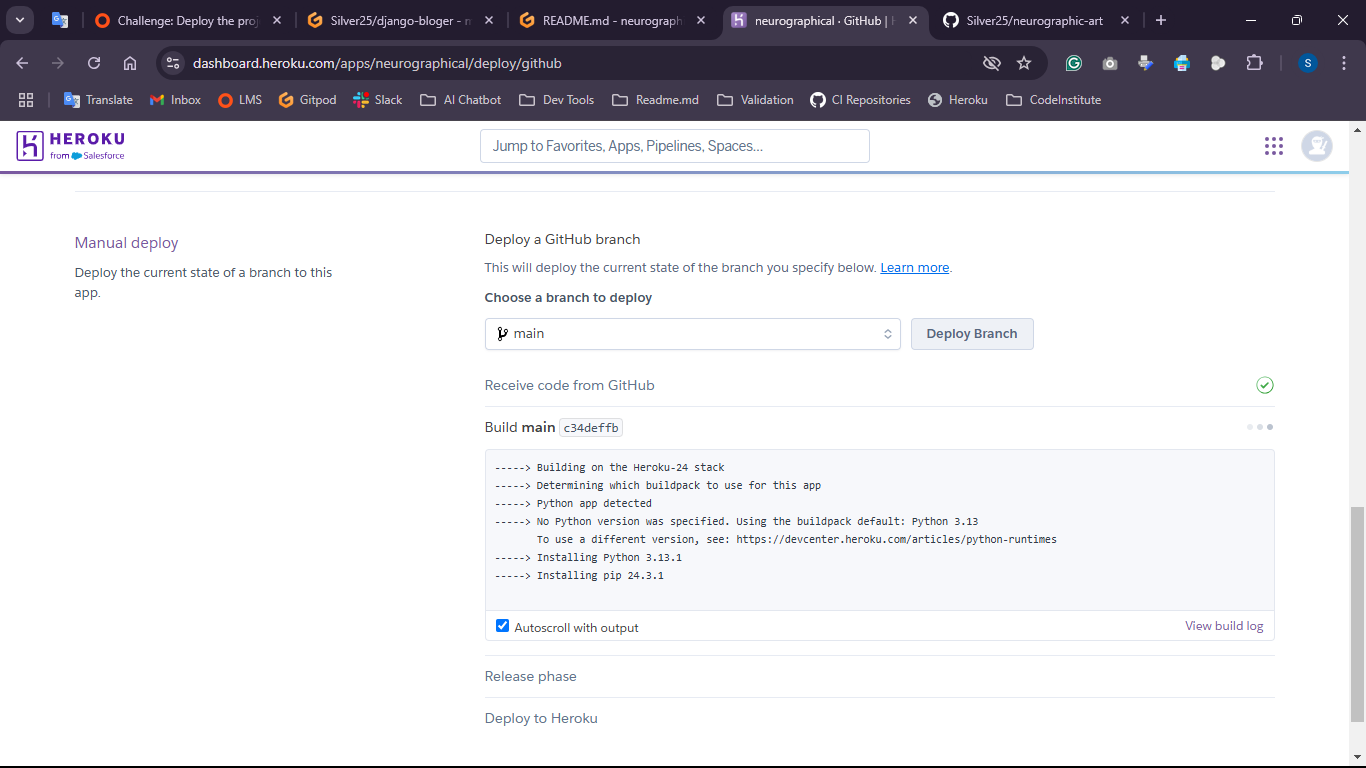 Challenge: Deploy the proj
Silver25/django-bloger - n
README.md - neurograph
neurographical · GitHub | H
Silver25/neurographic-art
dashboard.heroku.com/apps/neurographical/deploy/github
S
Translate
Inbox
LMS
Gitpod
Slack
AI Chatbot
Dev Tools
Readme.md
Validation
CI Repositories
Heroku
CodeInstitute
HEROKU
from Salesforce
Jump to Favorites, Apps, Pipelines, Spaces...
Manual deploy
Deploy the current state of a branch to this
app.
Deploy a GitHub branch
This will deploy the current state of the branch you specify below. Learn more.
Choose a branch to deploy
main
Deploy Branch
Receive code from GitHub
Build main c34deffb
-----> Building on the Heroku-24 stack
-----> Determining which buildpack to use for this app
-----> Python app detected
-----> No Python version was specified. Using the buildpack default: Python 3.13
To use a different version, see: https://devcenter.heroku.com/articles/python-runtimes
-----> Installing Python 3.13.1
-----> Installing pip 24.3.1
Autoscroll with output
View build log
Release phase
Deploy to Heroku